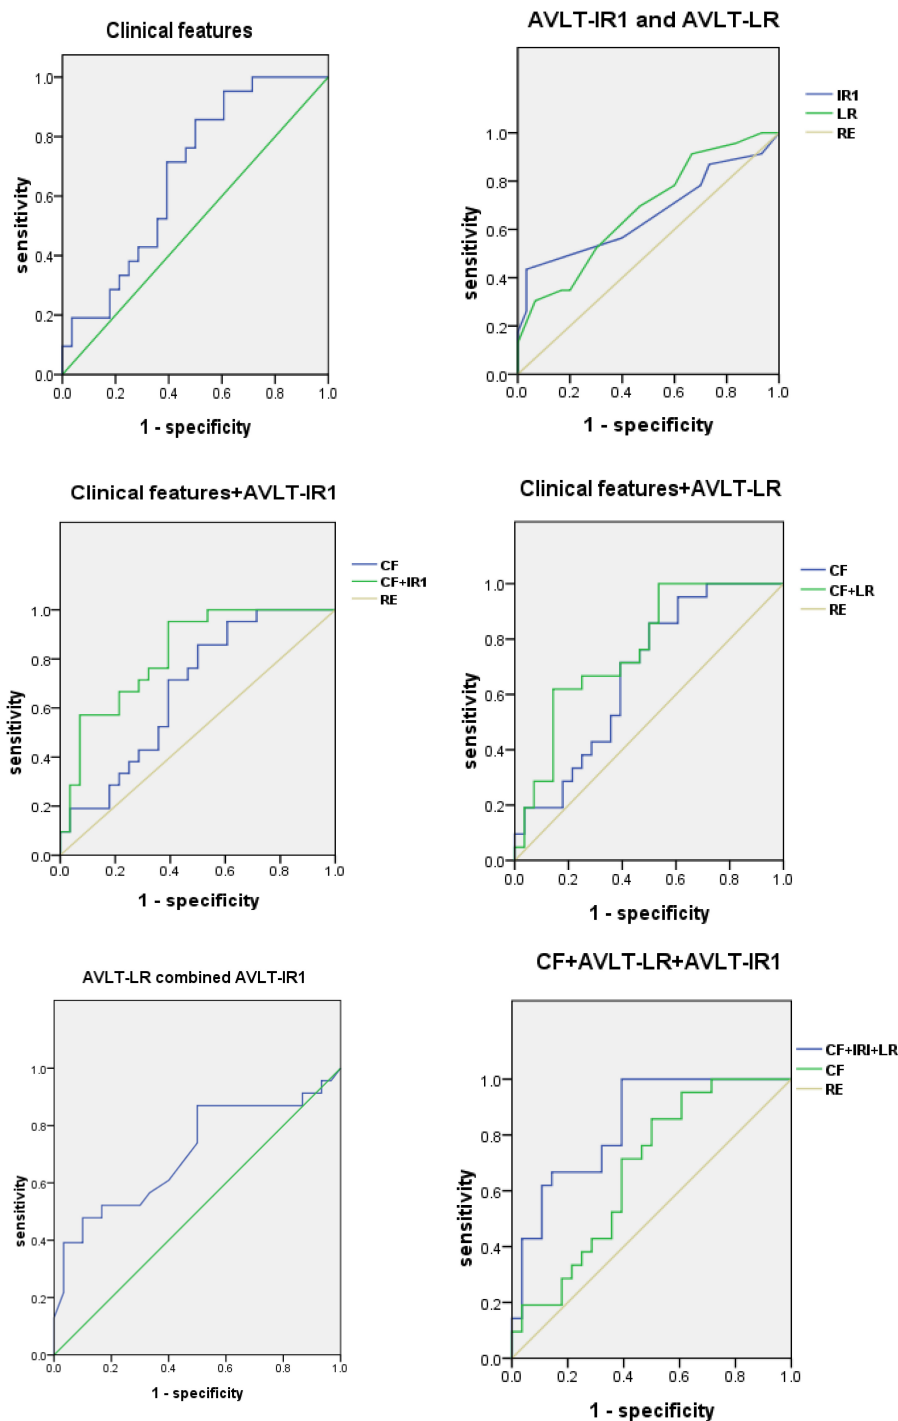 Clinical features
1.0
0.8
0.6
0.4
0.2
0.0
sensitivity
0.0 0.2 0.4 0.6 0.8 1.0
1 - specificity
AVLT-IR1 and AVLT-LR
IR1
LR
RE
1.0
0.8
0.6
0.4
0.2
0.0
sensitivity
0.0 0.2 0.4 0.6 0.8 1.0
1 - specificity
Clinical features+AVLT-IR1
CF
CF+IR1
RE
1.0
0.8
0.6
0.4
0.2
0.0
sensitivity
0.0 0.2 0.4 0.6 0.8 1.0
1 - specificity
Clinical features+AVLT-LR
CF
CF+LR
RE
1.0
0.8
0.6
0.4
0.2
0.0
sensitivity
0.0 0.2 0.4 0.6 0.8 1.0
1 - specificity
AVLT-LR combined AVLT-IR1
1.0
0.8
0.6
0.4
0.2
0.0
sensitivity
0.0 0.2 0.4 0.6 0.8 1.0
1 - specificity
CF+AVLT-LR+AVLT-IR1
CF+IRI+LR
CF
RE
1.0
0.8
0.6
0.4
0.2
0.0
sensitivity
0.0 0.2 0.4 0.6 0.8 1.0
1 - specificity